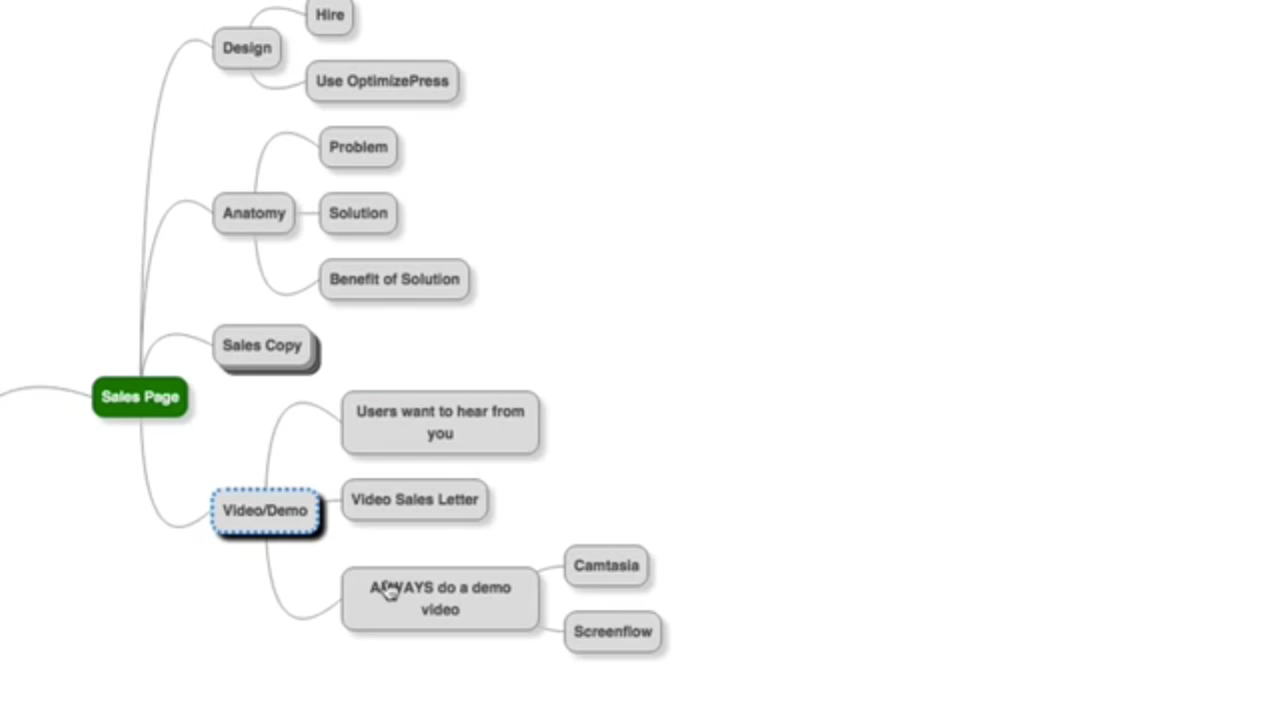 Hire
Design
Use OptimizePress
Problem
Anatomy
Solution
Benefit of Solution
Sales Copy
Sales Page
Users want to hear from
you
Video/Demo
Video Sales Letter
ALWAYS do a demo
video
Camtasia
Screenflow